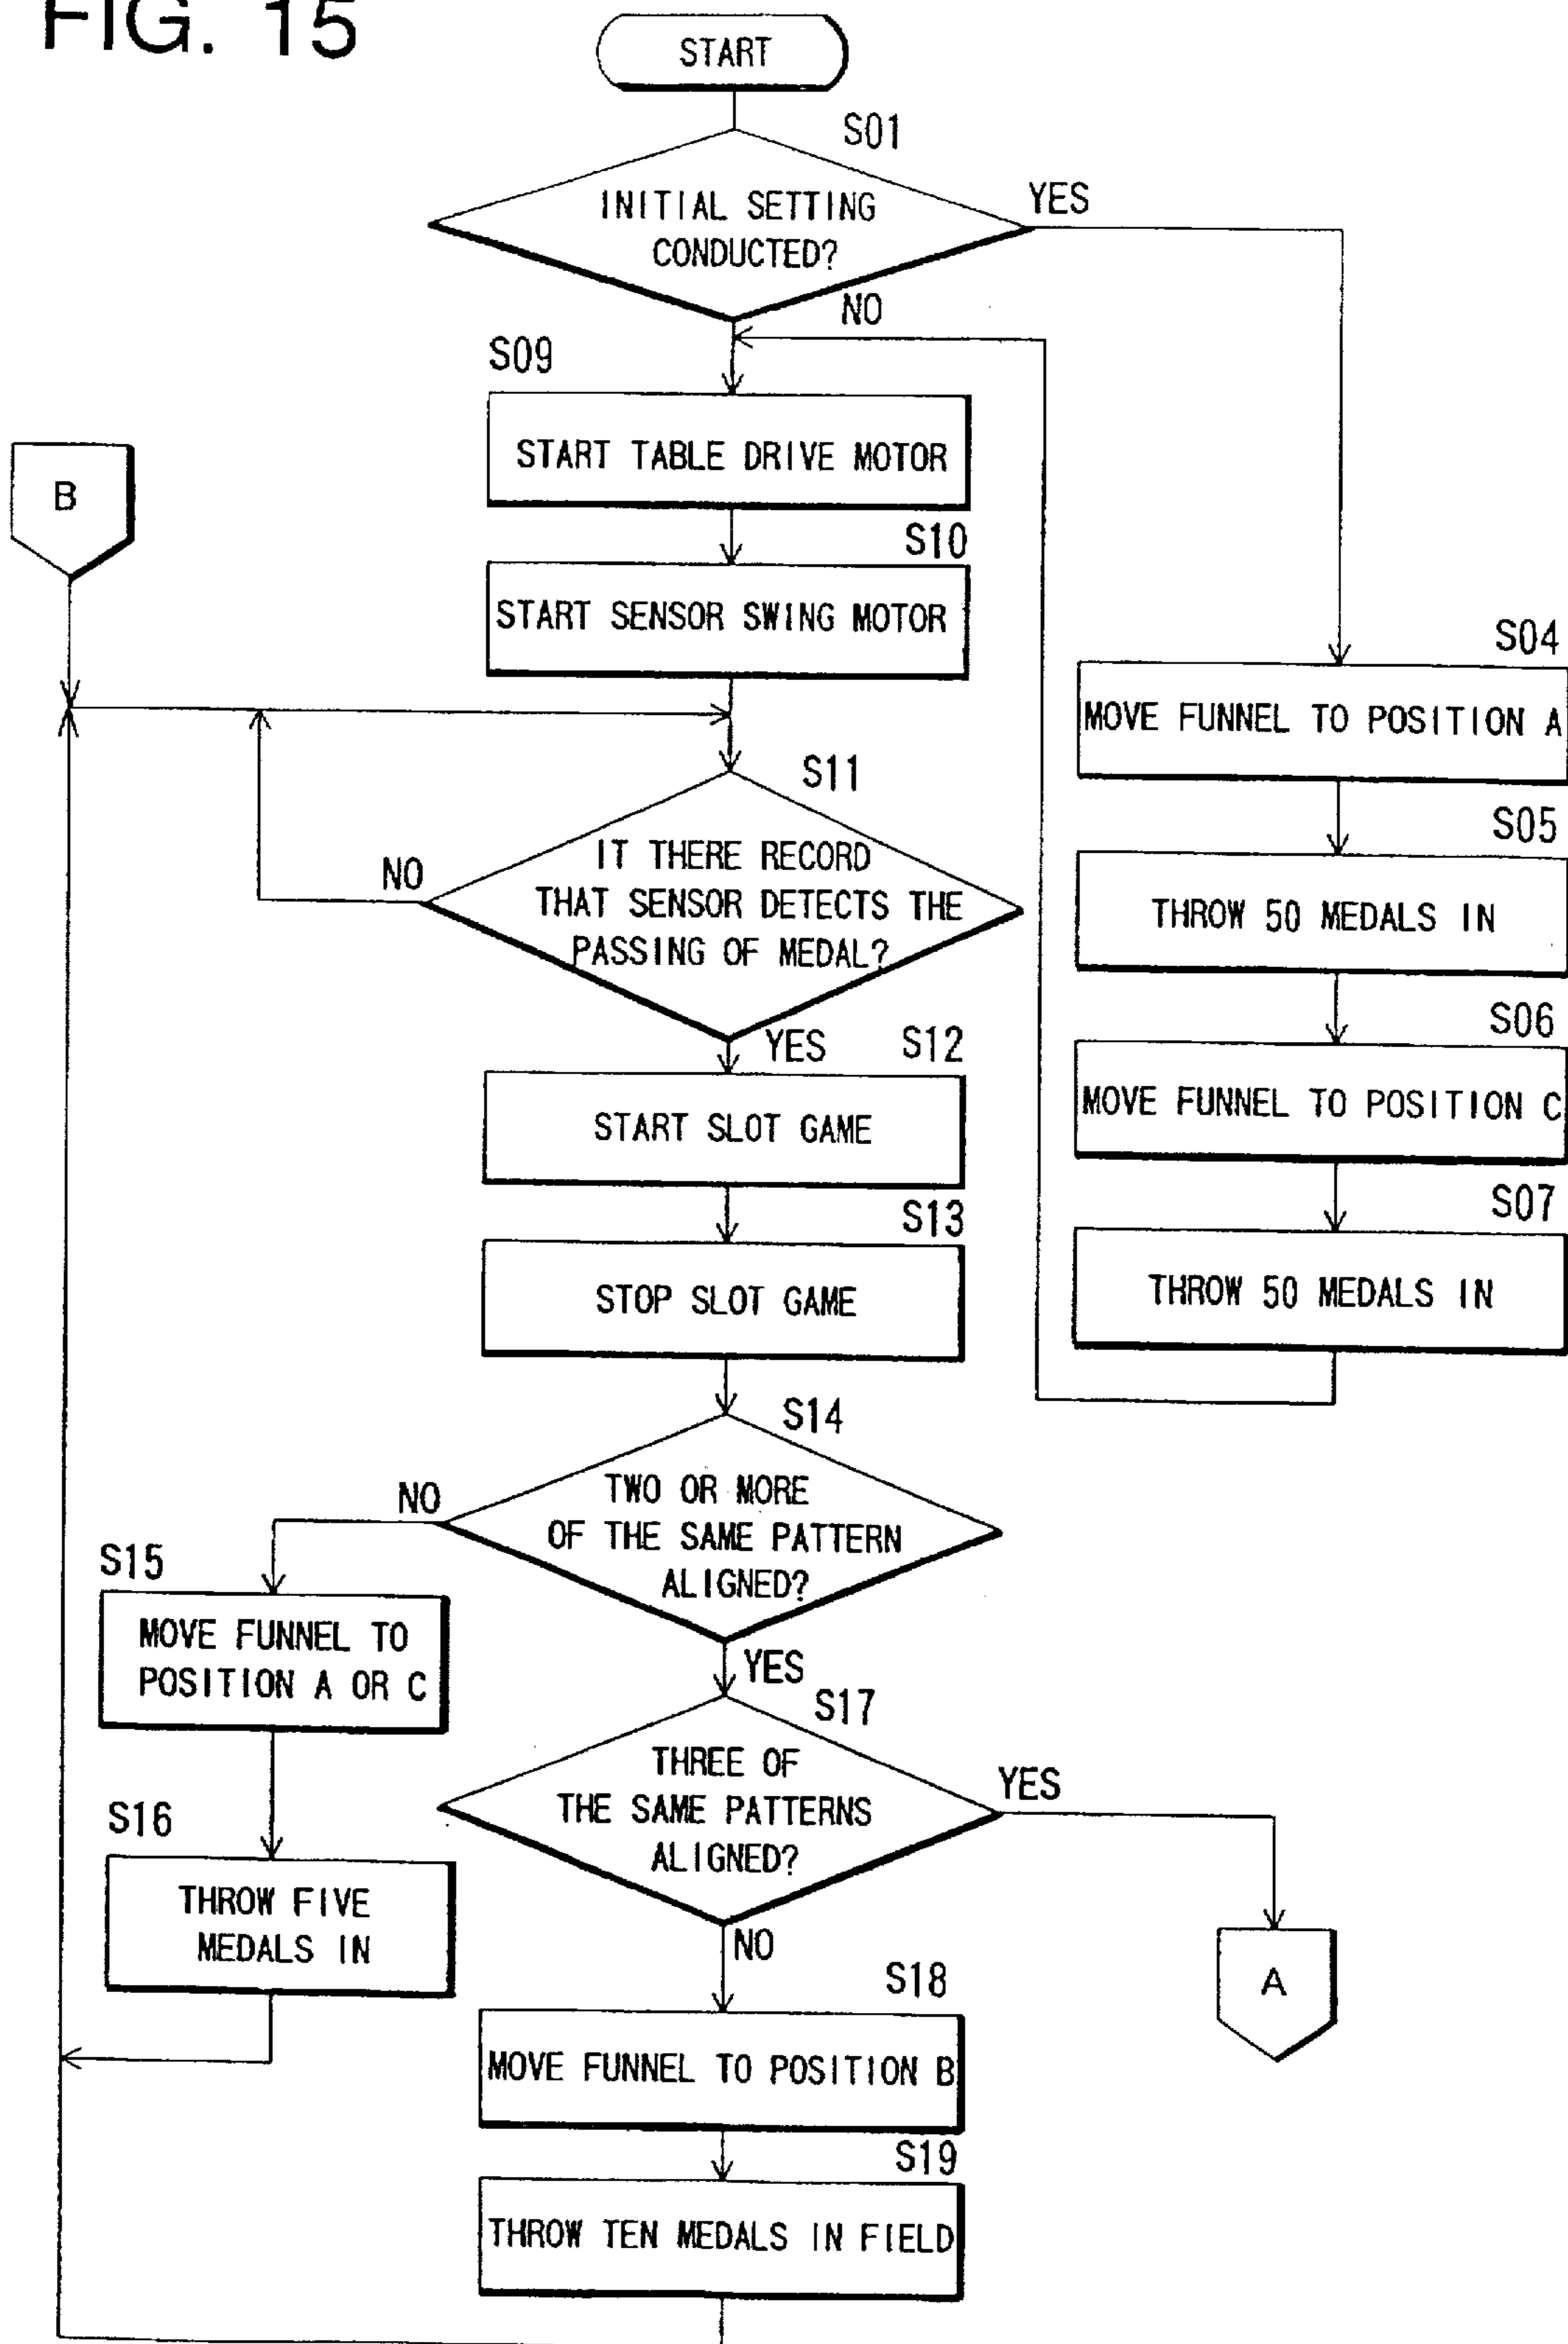 FIG. 15
START
S01
INITIAL SETTING
CONDUCTED?
YES
NO
S09
START TABLE DRIVE MOTOR
B
S10
START SENSOR SWING MOTOR
S04
MOVE FUNNEL TO POSITION A
S05
THROW 50 MEDALS IN
S06
MOVE FUNNEL TO POSITION C
S07
THROW 50 MEDALS IN
S11
IT THERE RECORD
THAT SENSOR DETECTS THE
PASSING OF MEDAL?
NO
YES
S12
START SLOT GAME
S13
STOP SLOT GAME
S14
TWO OR MORE
OF THE SAME PATTERN
ALIGNED?
NO
S15
MOVE FUNNEL TO
POSITION A OR C
S16
THROW FIVE
MEDALS IN
YES
S17
THREE OF
THE SAME PATTERNS
ALIGNED?
YES
A
NO
S18
MOVE FUNNEL TO POSITION B
S19
THROW TEN MEDALS IN FIELD